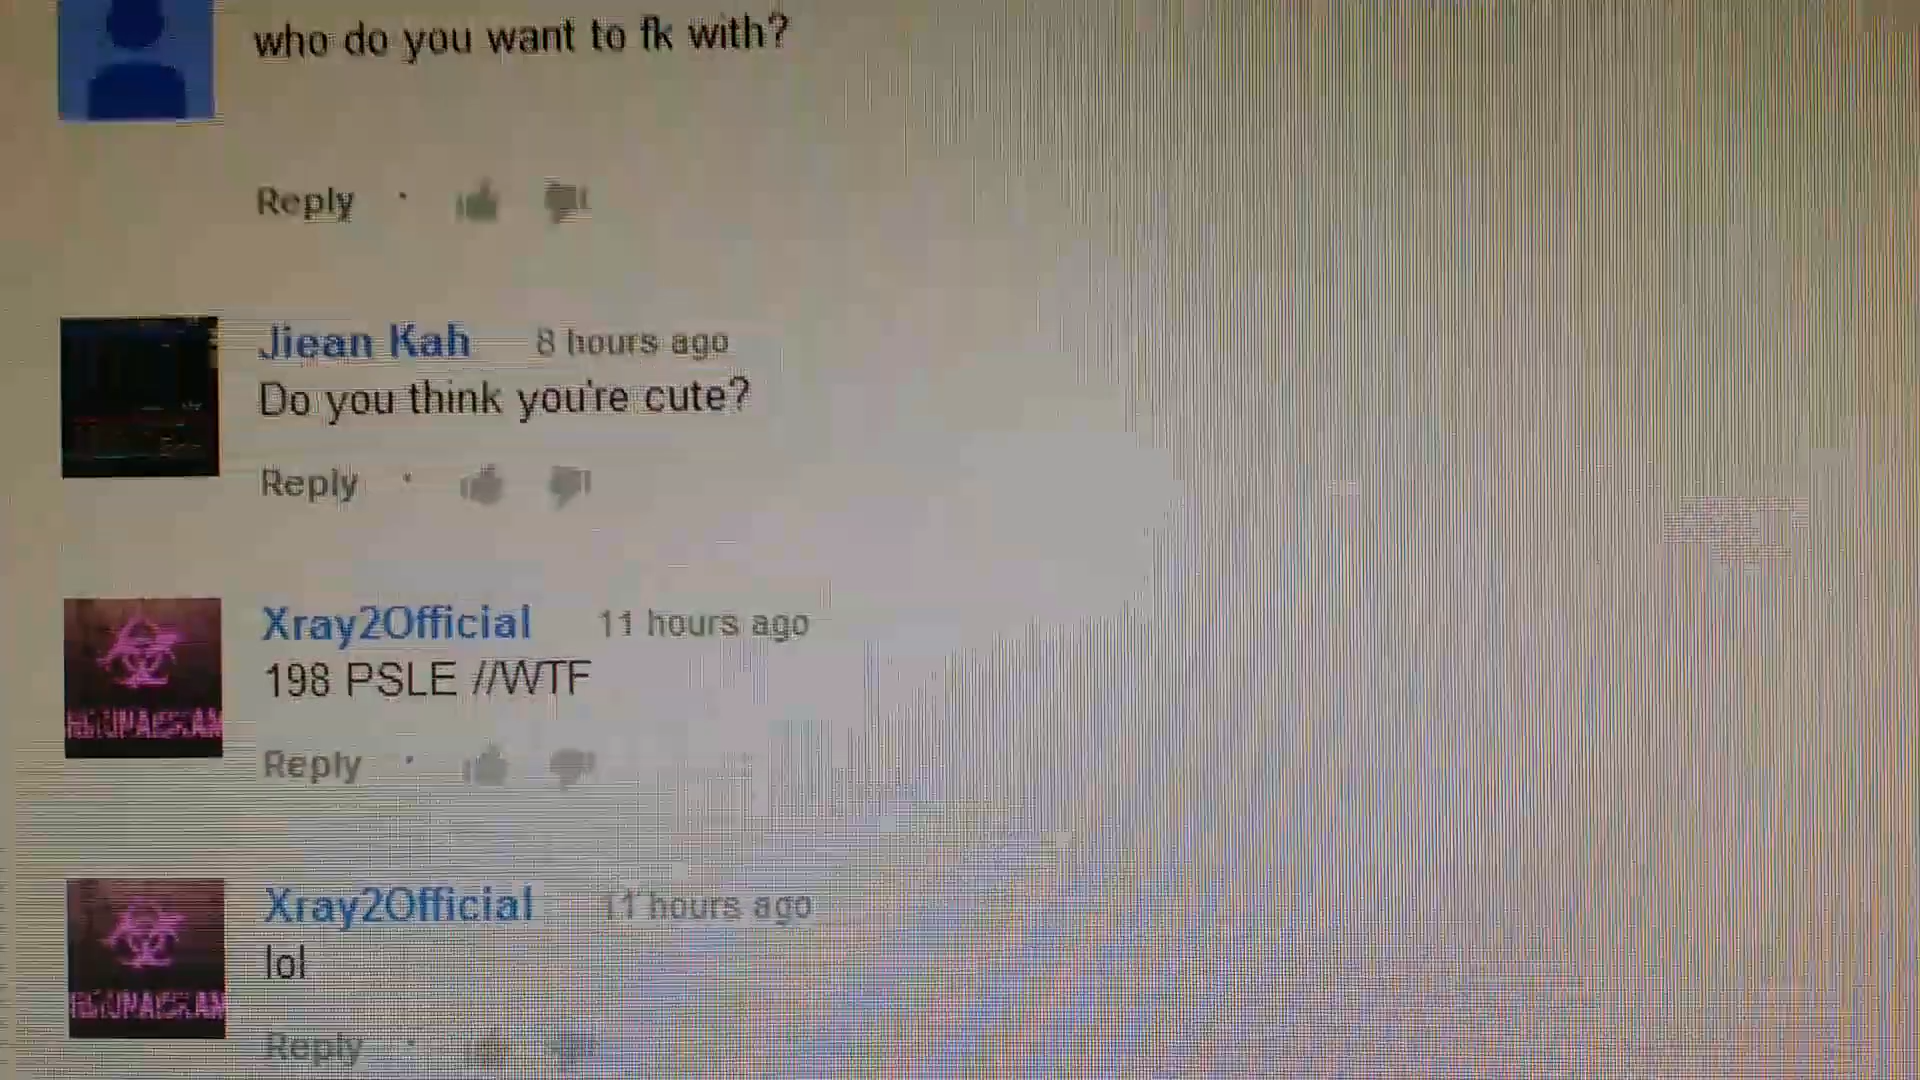 who do you want to fk with?
Reply
Jiean Kah 8 hours ago
Do you think you're cute?
Reply
Xray2Official 11 hours ago
198 PSLE //WTF
Reply
Xray2Official 11 hours ago
lol
Reply